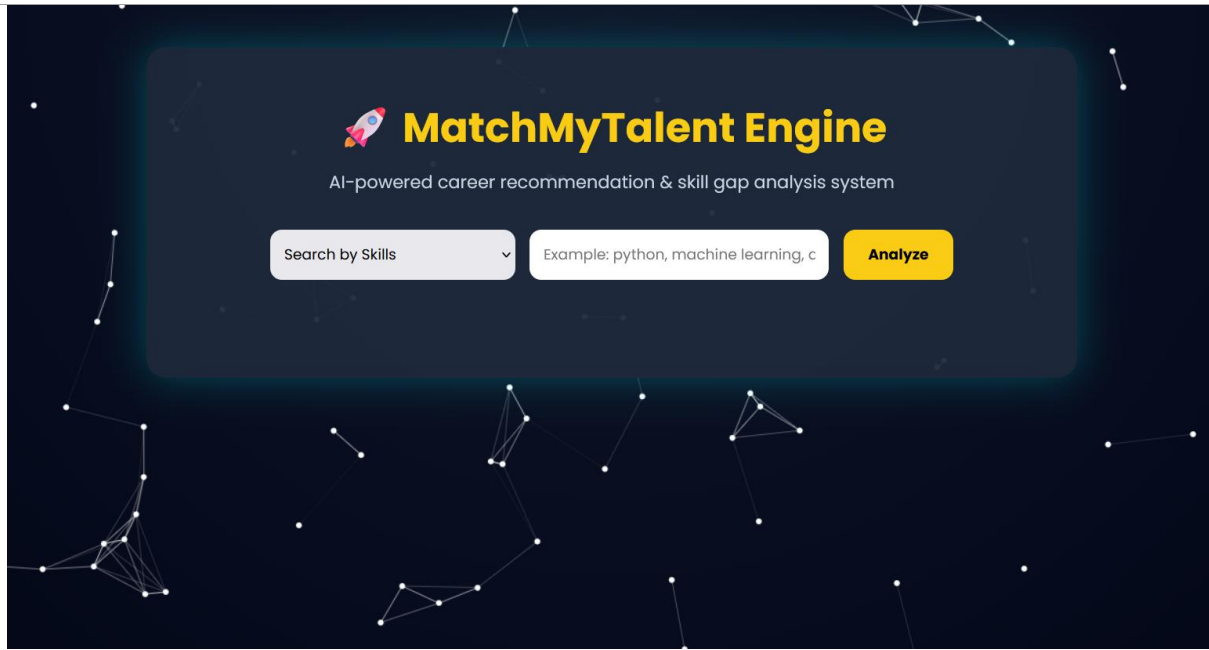 🚀 MatchMyTalent Engine
AI-powered career recommendation & skill gap analysis system
Search by Skills
Example: python, machine learning, c
Analyze